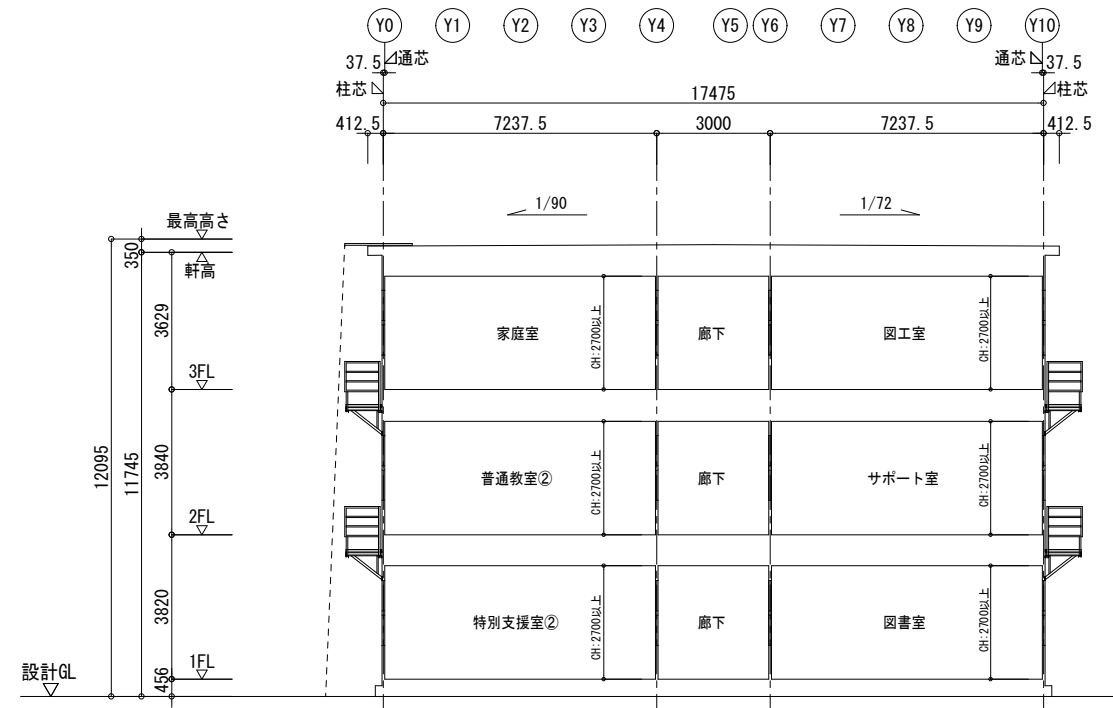 Y0 Y1 Y2 Y3 Y4 Y5 Y6 Y7 Y8 Y9 Y10
通芯 通芯
37.5 37.5
柱芯 柱芯
17475
412.5 7237.5 3000 7237.5 412.5
1/90 1/72
最高高さ
350
軒高
3629
家庭室 CH:2700以上 廊下 図工室 CH:2700以上
3FL
12095 11745 3840
普通教室② CH:2700以上 廊下 サポート室 CH:2700以上
2FL
3820
特別支援室② CH:2700以上 廊下 図書室 CH:2700以上
1FL
設計GL
456